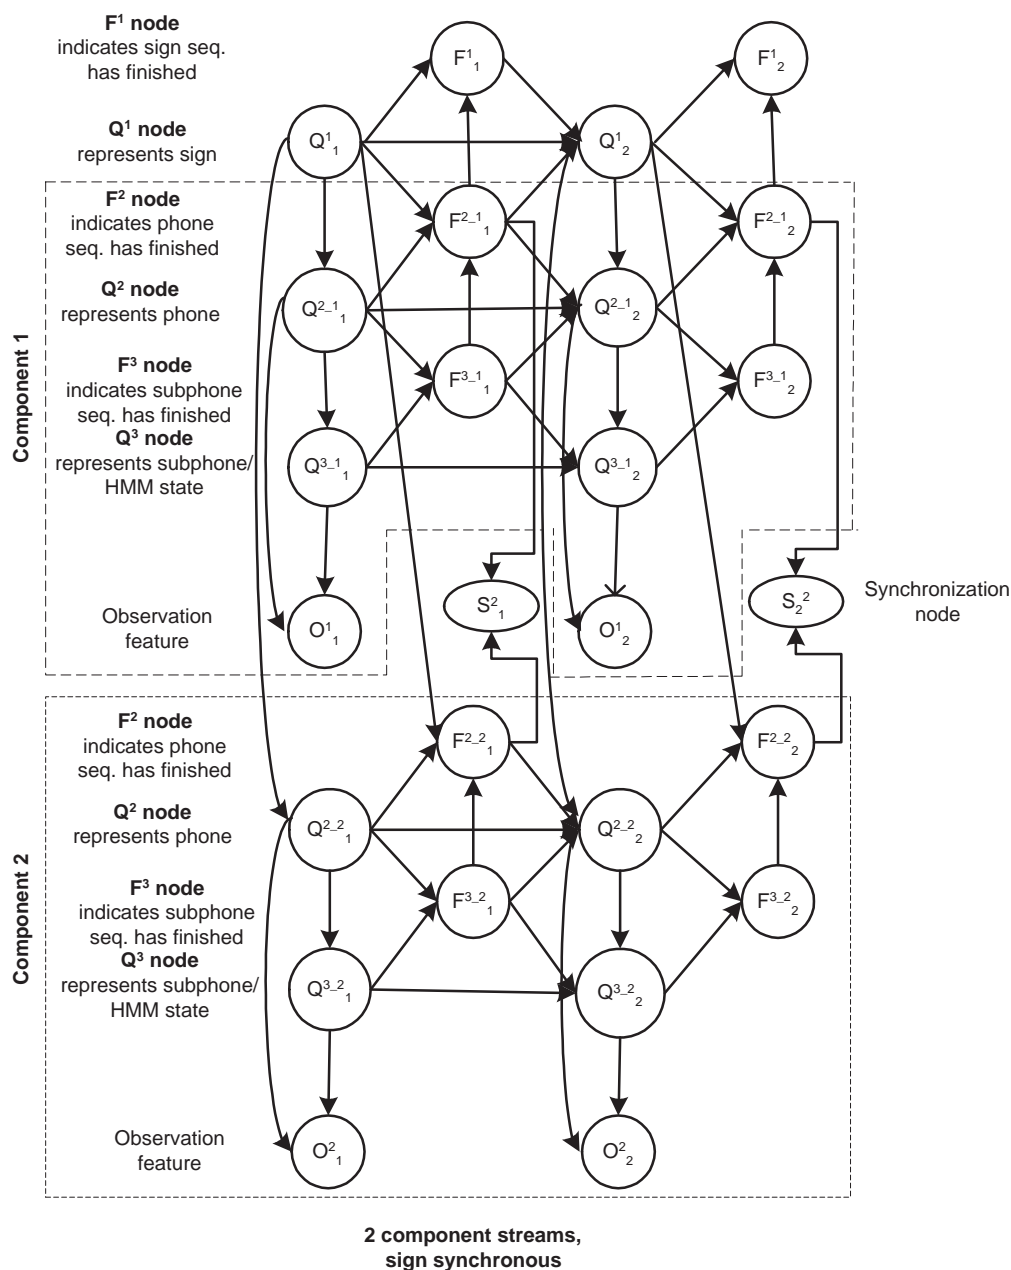 F¹ node
indicates sign seq.
has finished
F¹₁
F¹₂
Q¹ node
represents sign
Q¹₁
Q¹₂
Component 1
F² node
indicates phone
seq. has finished
F²_¹₁
F²_¹₂
Q² node
represents phone
Q²_¹₁
Q²_¹₂
F³ node
indicates subphone
seq. has finished
F³_¹₁
F³_¹₂
Q³ node
represents subphone/
HMM state
Q³_¹₁
Q³_¹₂
Observation
feature
O¹₁
S²₁
O¹₂
S₂²
Synchronization
node
Component 2
F² node
indicates phone
seq. has finished
F²_²₁
F²_²₂
Q² node
represents phone
Q²_²₁
Q²_²₂
F³ node
indicates subphone
seq. has finished
F³_²₁
F³_²₂
Q³ node
represents subphone/
HMM state
Q³_²₁
Q³_²₂
Observation
feature
O²₁
O²₂
2 component streams,
sign synchronous